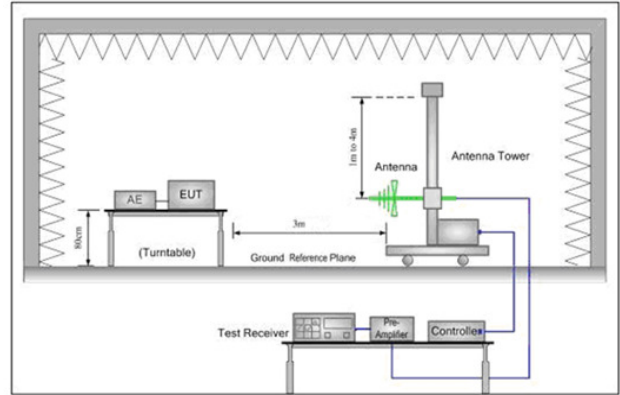 1m to 4m
Antenna
Antenna Tower
AE
EUT
80cm
(Turntable)
3m
Ground Reference Plane
Test Receiver
Pre-
Amplifier
Controller